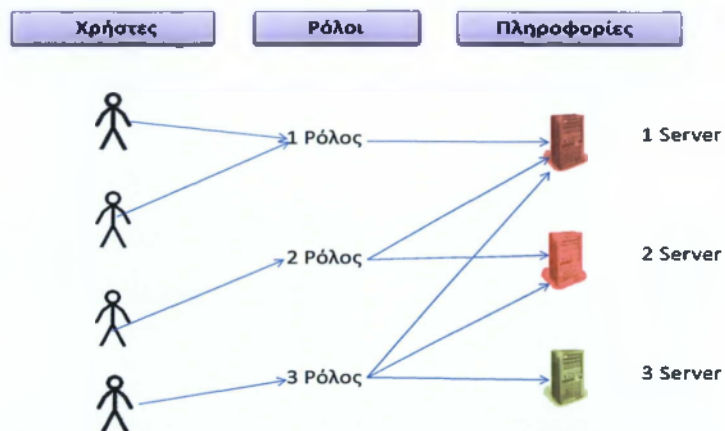 Χρήστες Ρόλοι Πληροφορίες
1 Ρόλος 1 Server
2 Ρόλος 2 Server
3 Ρόλος 3 Server